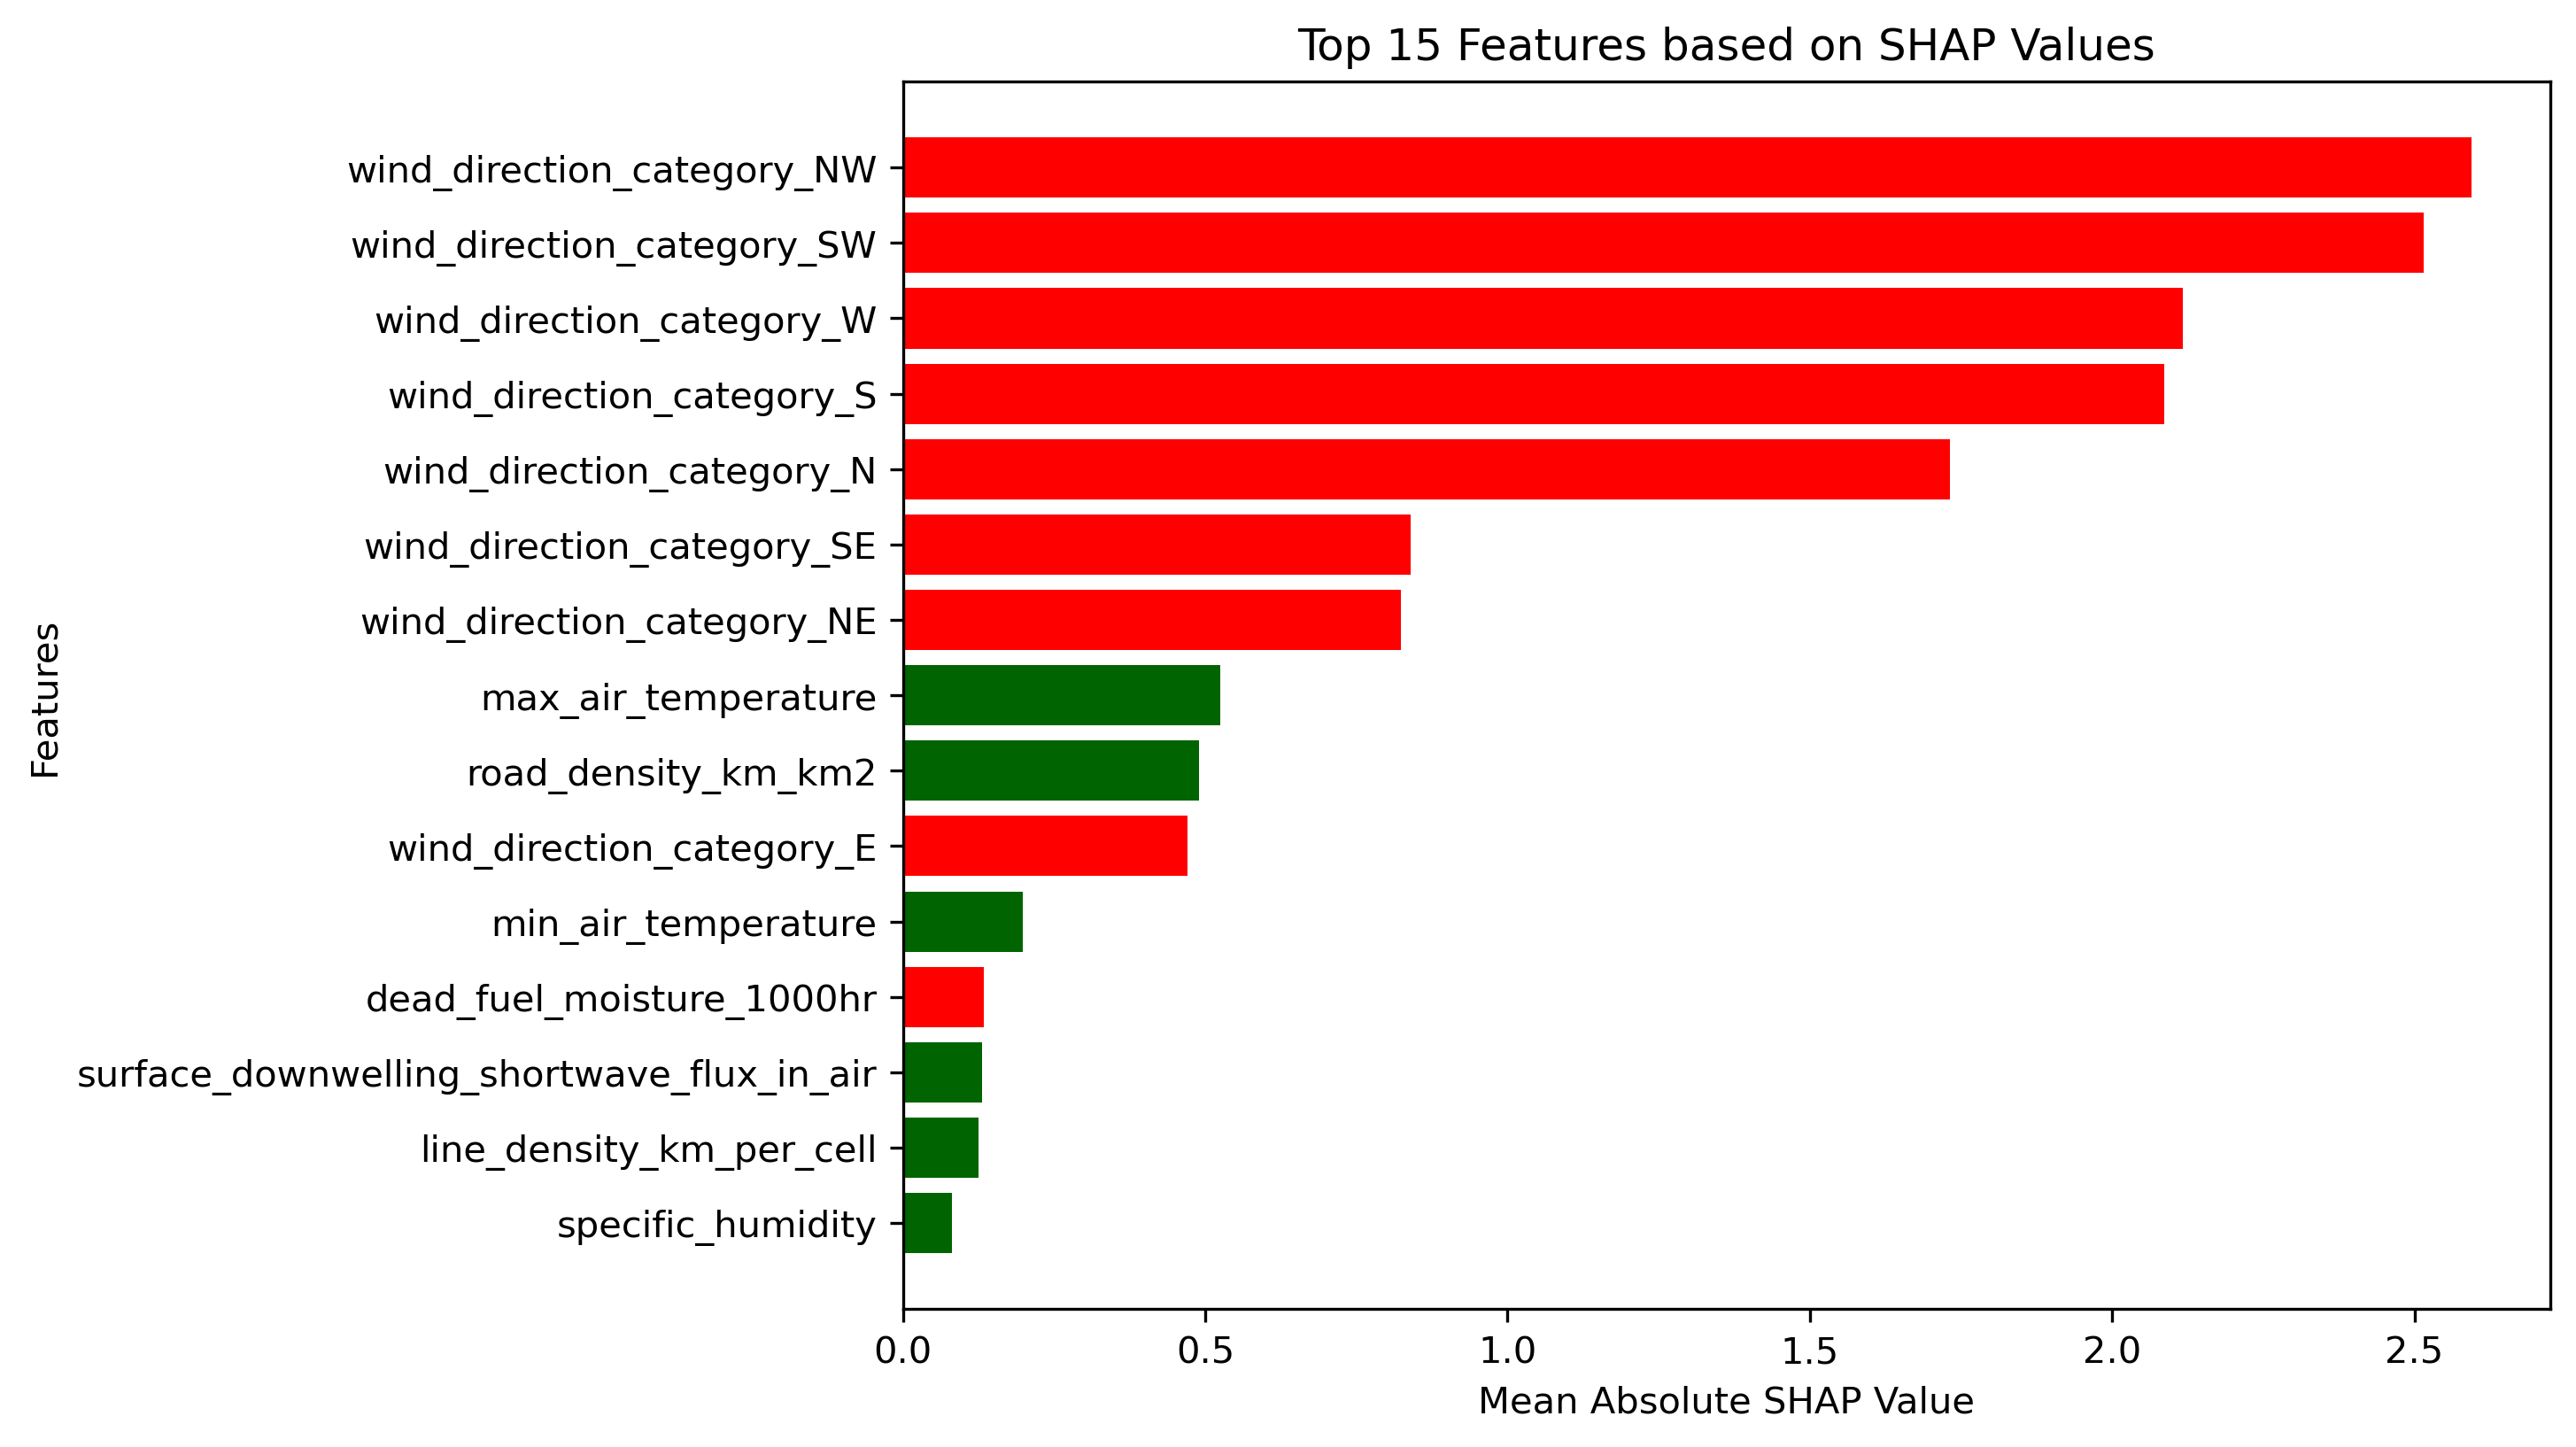 Top 15 Features based on SHAP Values
Features
wind_direction_category_NW
wind_direction_category_SW
wind_direction_category_W
wind_direction_category_S
wind_direction_category_N
wind_direction_category_SE
wind_direction_category_NE
max_air_temperature
road_density_km_km2
wind_direction_category_E
min_air_temperature
dead_fuel_moisture_1000hr
surface_downwelling_shortwave_flux_in_air
line_density_km_per_cell
specific_humidity
0.0 0.5 1.0 1.5 2.0 2.5
Mean Absolute SHAP Value